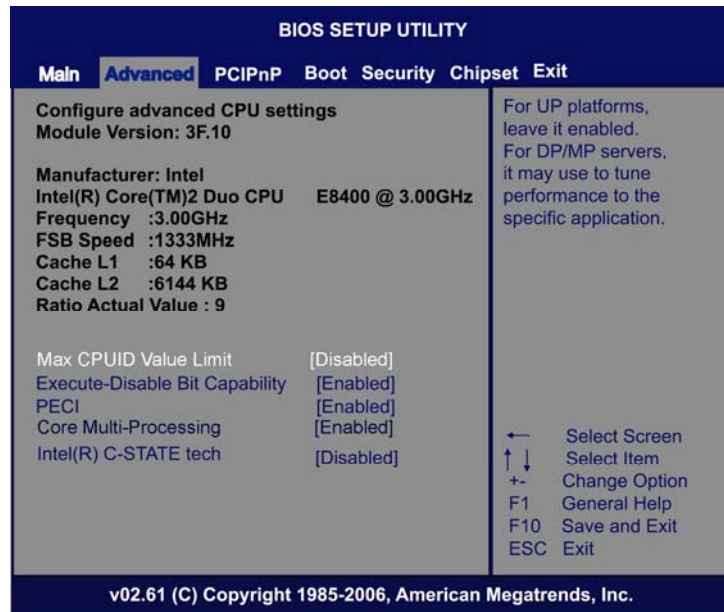 BIOS SETUP UTILITY
Main Advanced PCIPnP Boot Security Chipset Exit
Configure advanced CPU settings
Module Version: 3F.10
Manufacturer: Intel
Intel(R) Core(TM)2 Duo CPU E8400 @ 3.00GHz
Frequency :3.00GHz
FSB Speed :1333MHz
Cache L1 :64 KB
Cache L2 :6144 KB
Ratio Actual Value : 9
Max CPUID Value Limit [Disabled]
Execute-Disable Bit Capability [Enabled]
PECI [Enabled]
Core Multi-Processing [Enabled]
Intel(R) C-STATE tech [Disabled]
For UP platforms,
leave it enabled.
For DP/MP servers,
it may use to tune
performance to the
specific application.
← Select Screen
↑↓ Select Item
+- Change Option
F1 General Help
F10 Save and Exit
ESC Exit
v02.61 (C) Copyright 1985-2006, American Megatrends, Inc.